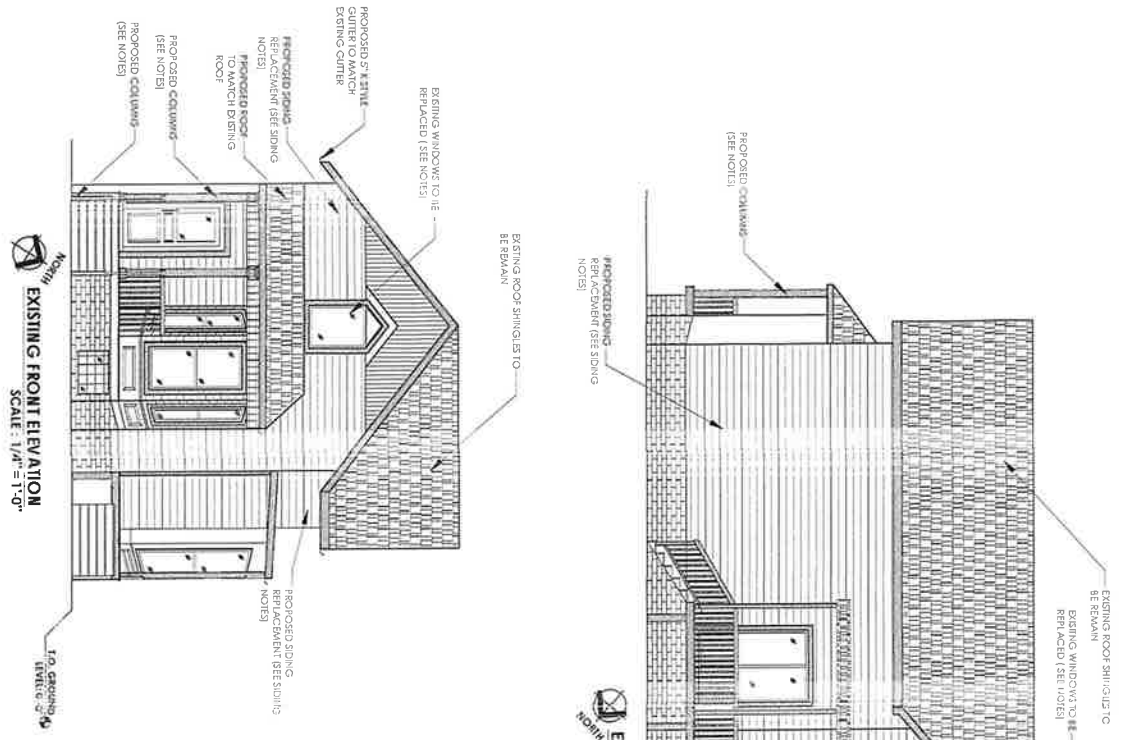 PROPOSED 5" K STYLE
GUTTER TO MATCH
EXISTING GUTTER
PROPOSED SIDING
REPLACEMENT (SEE SIDING
NOTES)
PROPOSED ROOF
TO MATCH EXISTING
ROOF
PROPOSED COLUMNS
(SEE NOTES)
PROPOSED COLUMNS
(SEE NOTES)
EXISTING WINDOWS TO BE
REPLACED ( SEE NOTES)
EXISTING ROOF SHINGLES TO
BE REMAIN
PROPOSED SIDING
REPLACEMENT (SEE SIDING
NOTES)
T.O. GROUND
LEVEL: 0'-0"
NORTH
EXISTING FRONT ELEVATION
SCALE : 1/4" = 1'-0"
PROPOSED COLUMNS
(SEE NOTES)
PROPOSED SIDING
REPLACEMENT (SEE SIDING
NOTES)
EXISTING ROOF SHINGLES TO
BE REMAIN
EXISTING WINDOWS TO BE
REPLACED ( SEE NOTES)
NORTH
E